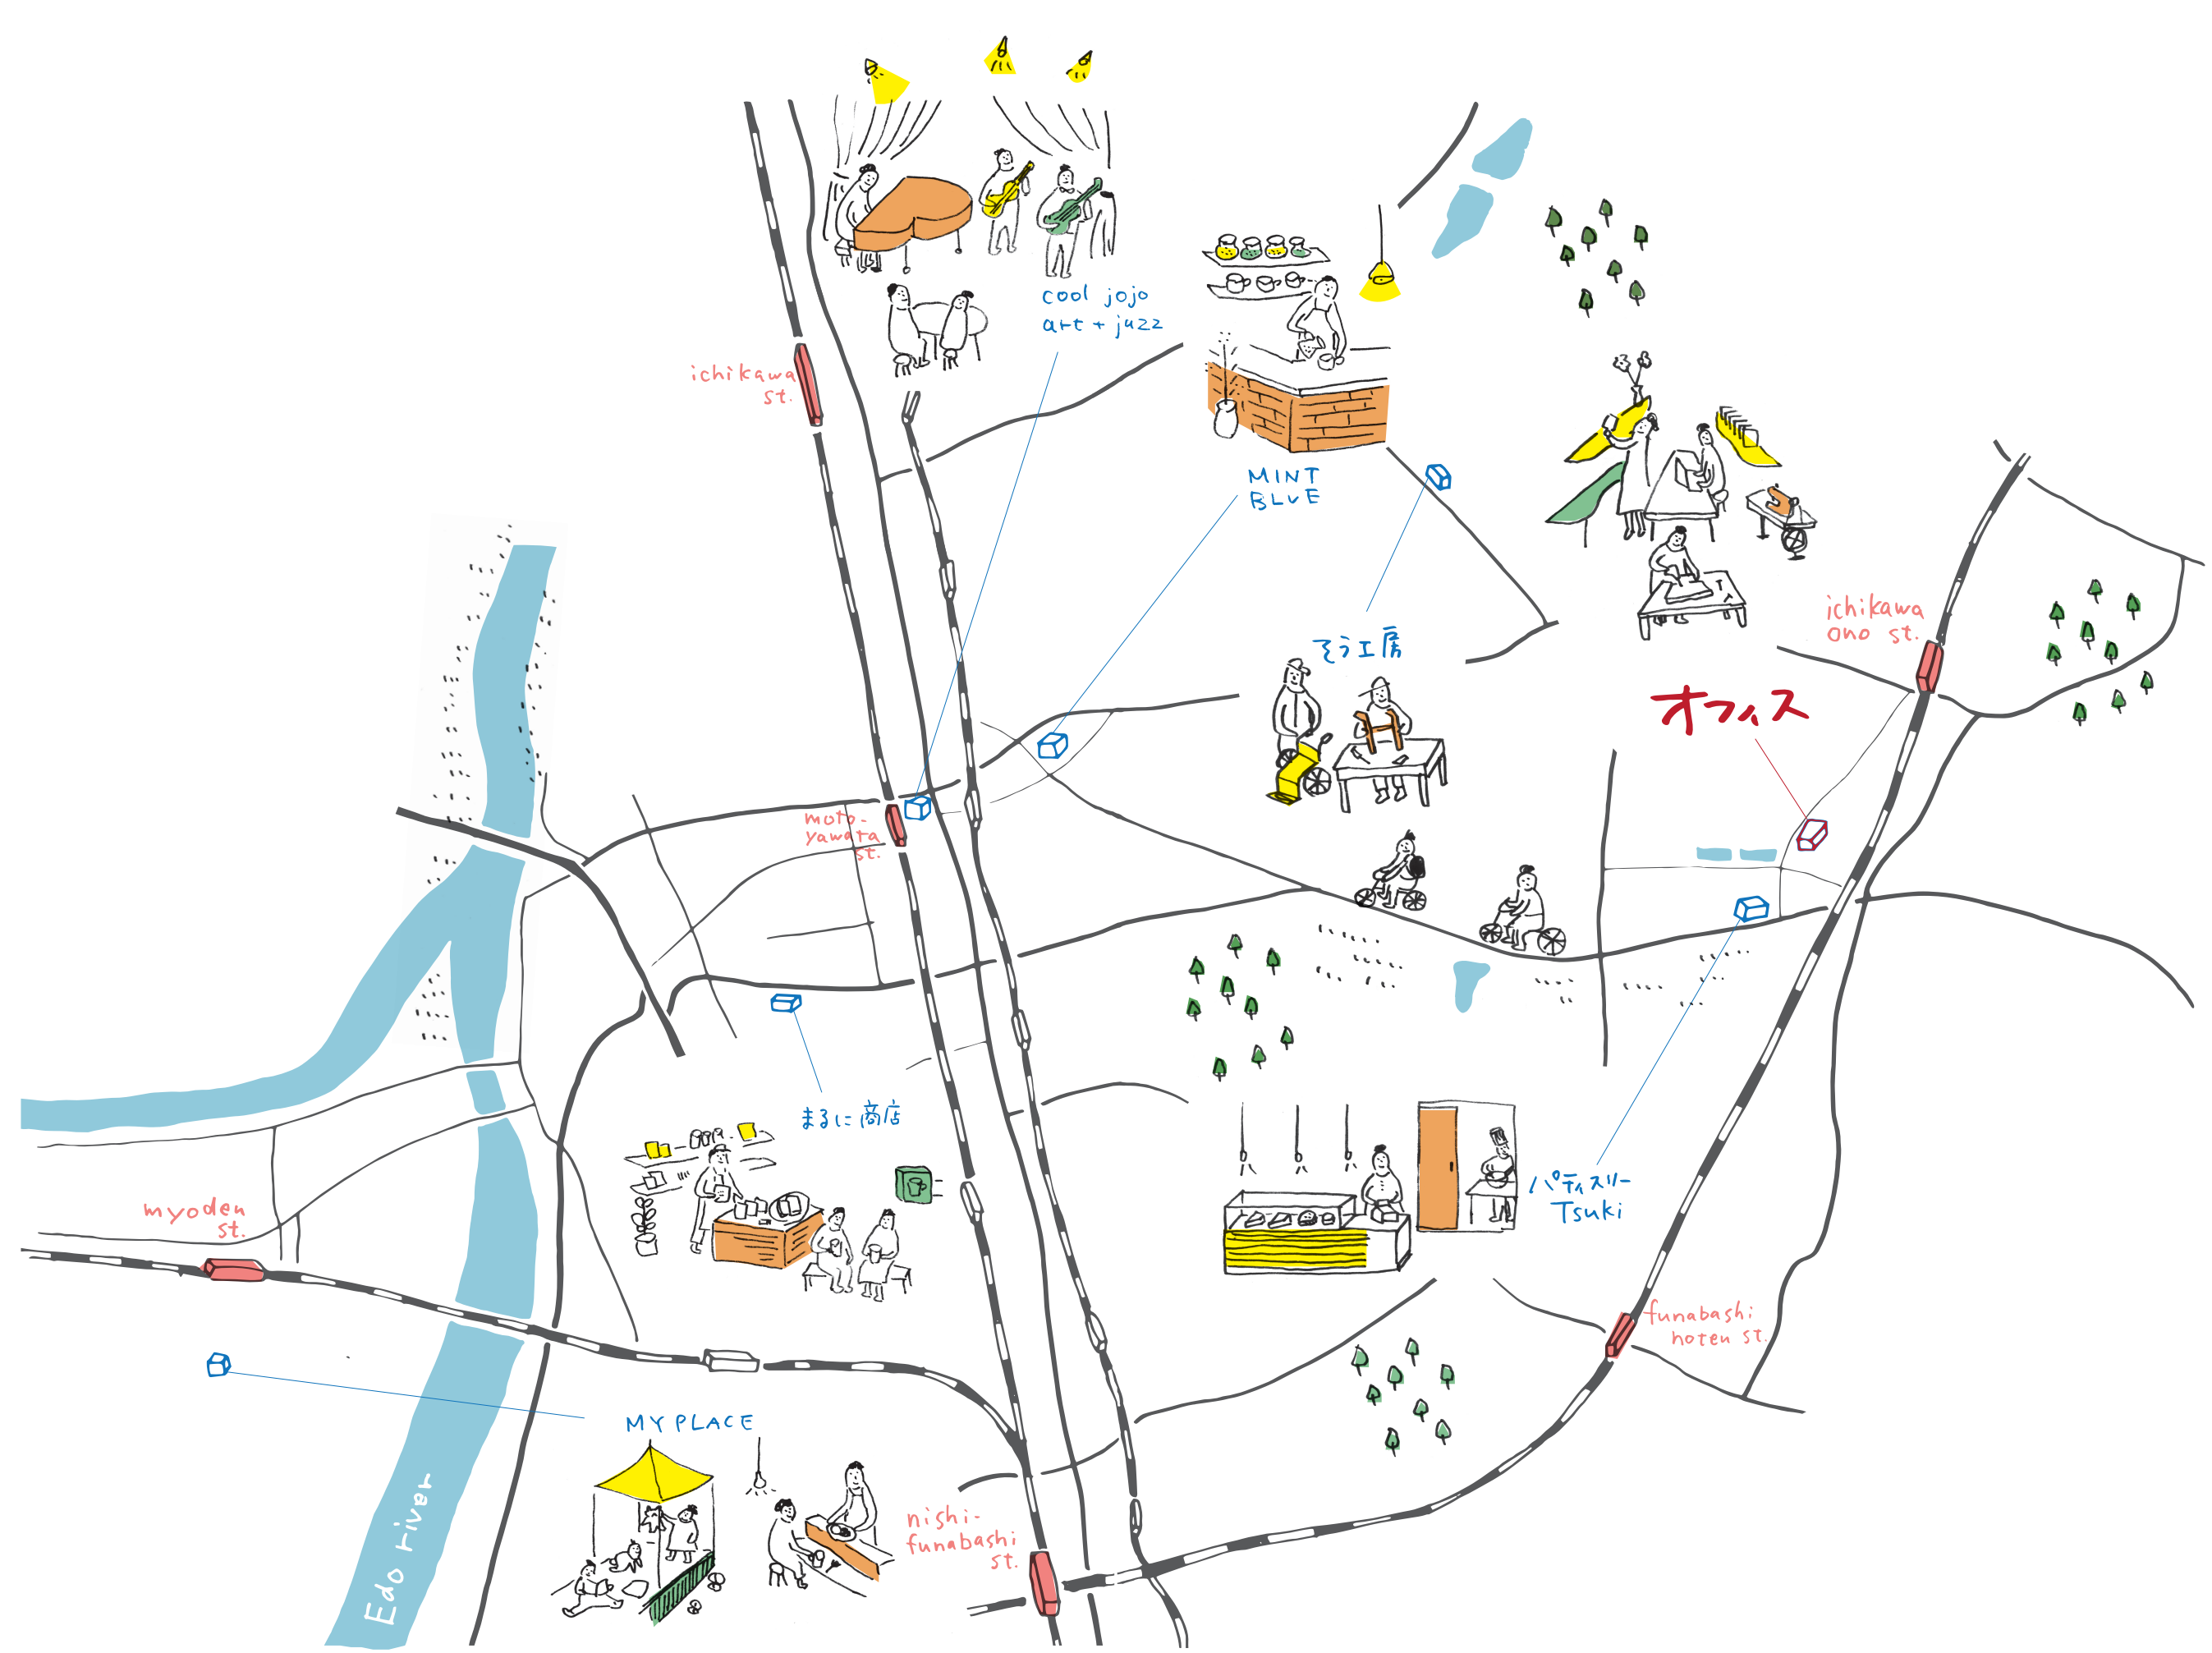 cool jojo
art + jazz
ichikawa
st.
MINT
BLUE
ichikawa
ono st.
そう工房
オフィス
moto-
yawata
st.
まるに商店
パティスリー
Tsuki
myoden
st.
funabashi
hoten st.
MY PLACE
nishi-
funabashi
st.
Edo river